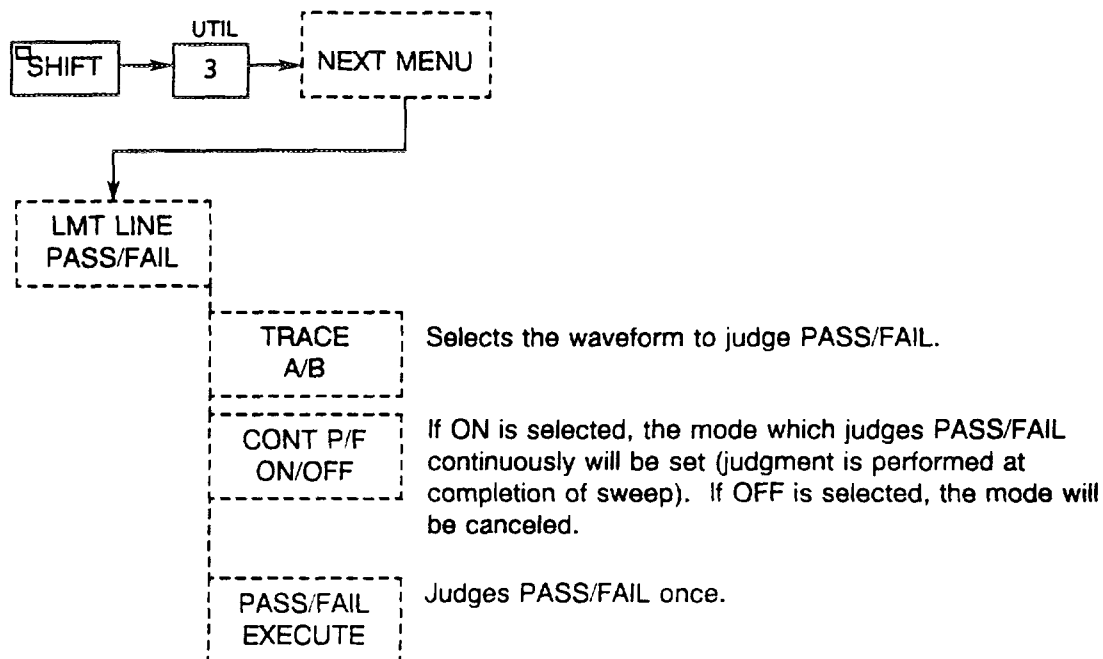 UTIL
SHIFT 3 NEXT MENU
LMT LINE
PASS/FAIL
TRACE
A/B
Selects the waveform to judge PASS/FAIL.
CONT P/F
ON/OFF
If ON is selected, the mode which judges PASS/FAIL
continuously will be set (judgment is performed at
completion of sweep). If OFF is selected, the mode will
be canceled.
PASS/FAIL
EXECUTE
Judges PASS/FAIL once.